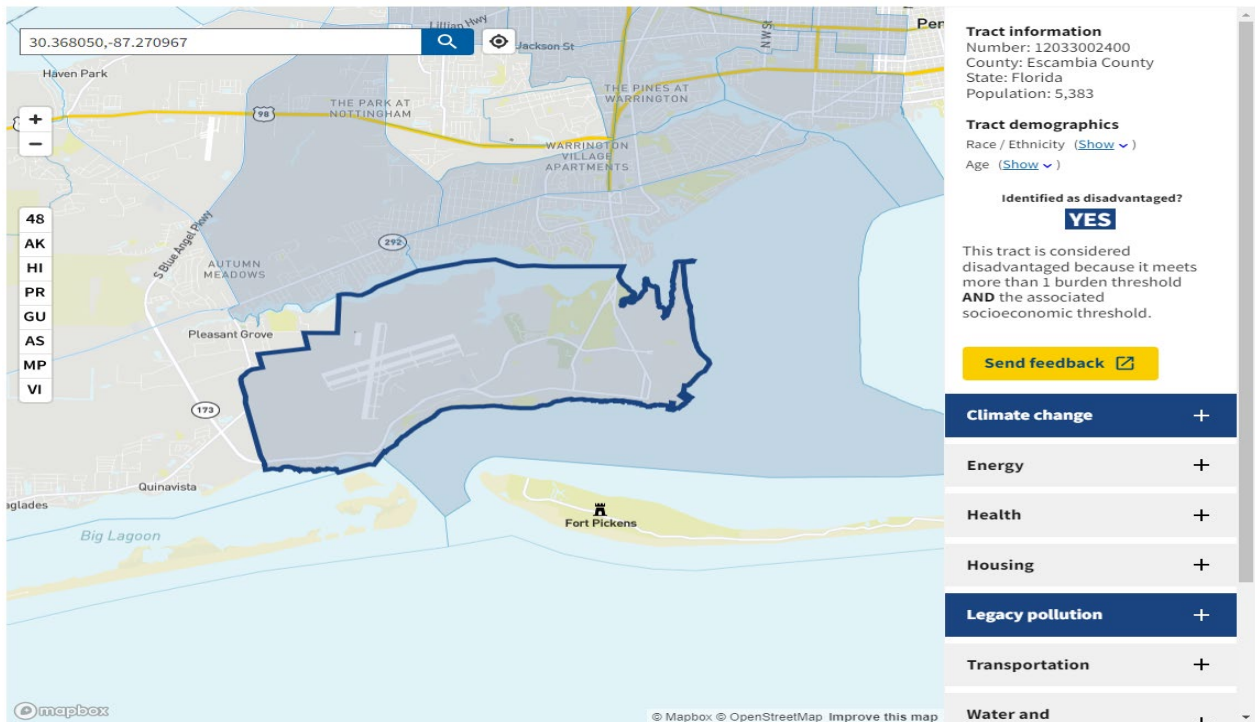 30.368050,-87.270967
Lillian Hwy
Jackson St
NW S
Pen
Haven Park
THE PINES AT
WARRINGTON
THE PARK AT
NOTTINGHAM
98
+
−
WARRINGTON
VILLAGE
APARTMENTS
48
AK
HI
PR
GU
AS
MP
VI
S Blue Angel Pkwy
292
AUTUMN
MEADOWS
Pleasant Grove
173
Quinavista
aglades
Big Lagoon
Fort Pickens
mapbox
© Mapbox © OpenStreetMap Improve this map
Tract information
Number: 12033002400
County: Escambia County
State: Florida
Population: 5,383
Tract demographics
Race / Ethnicity (Show )
Age (Show )
Identified as disadvantaged?
YES
This tract is considered
disadvantaged because it meets
more than 1 burden threshold
AND the associated
socioeconomic threshold.
Send feedback
Climate change +
Energy +
Health +
Housing +
Legacy pollution +
Transportation +
Water and